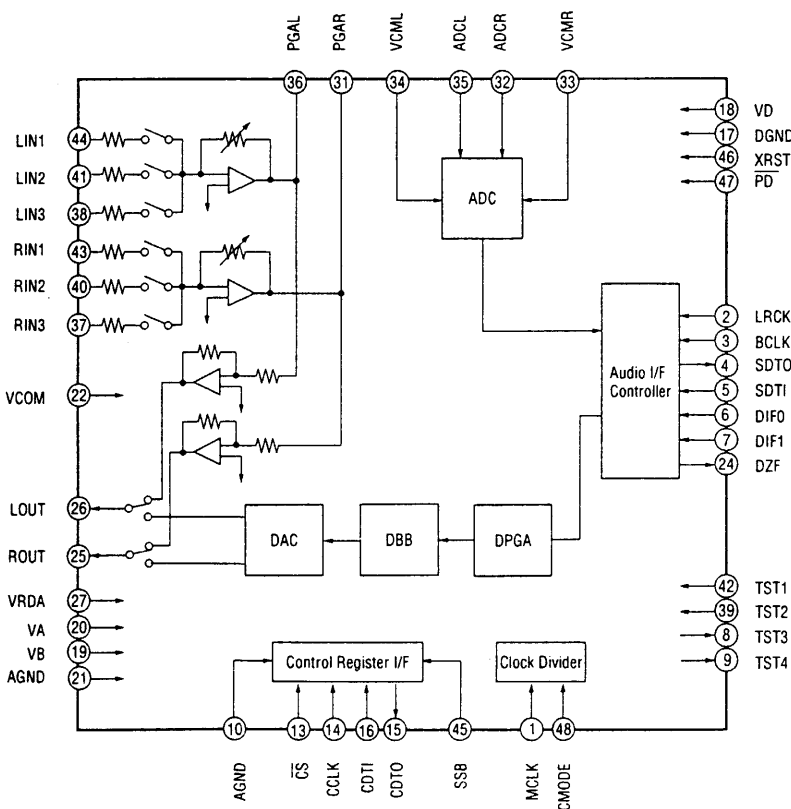 PGAL
PGAR
VCML
ADCL
ADCR
VCMR
36
31
34
35
32
33
LIN1 44
LIN2 41
LIN3 38
RIN1 43
RIN2 40
RIN3 37
VCOM 22
LOUT 26
ROUT 25
VRDA 27
VA 20
VB 19
AGND 21
ADC
Audio I/F
Controller
DAC
DBB
DPGA
Control Register I/F
Clock Divider
18 VD
17 DGND
46 XRST
47 PD
2 LRCK
3 BCLK
4 SDTO
5 SDTI
6 DIF0
7 DIF1
24 DZF
42 TST1
39 TST2
8 TST3
9 TST4
10
13
14
16
15
45
1
48
AGND
CS
CCLK
CDTI
CDTO
SSB
MCLK
CMODE